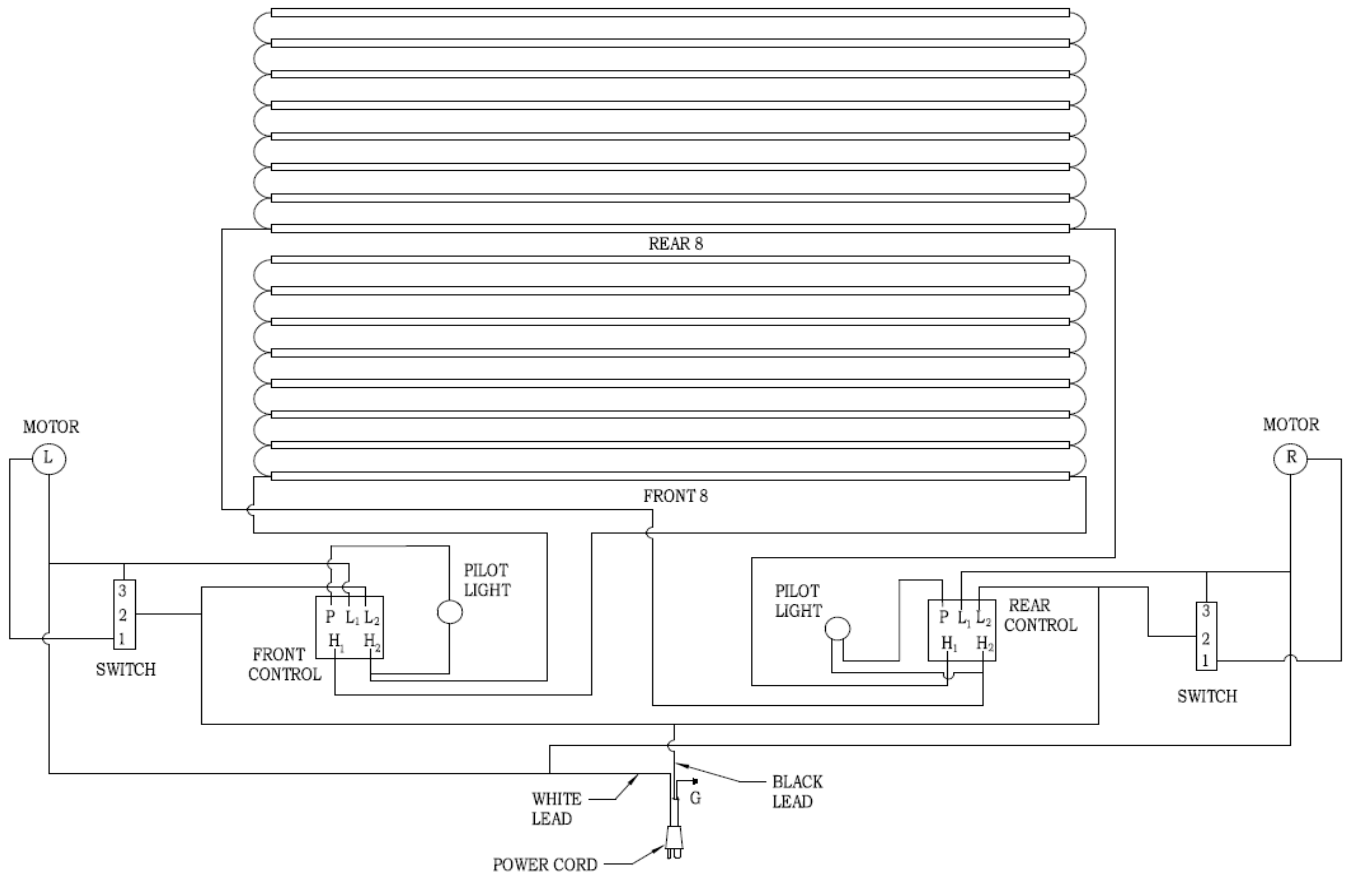 REAR 8
FRONT 8
MOTOR
L
MOTOR
R
3
2
1
SWITCH
P L₁ L₂
H₁ H₂
FRONT
CONTROL
PILOT
LIGHT
PILOT
LIGHT
P L₁ L₂
H₁ H₂
REAR
CONTROL
3
2
1
SWITCH
WHITE
LEAD
G
BLACK
LEAD
POWER CORD